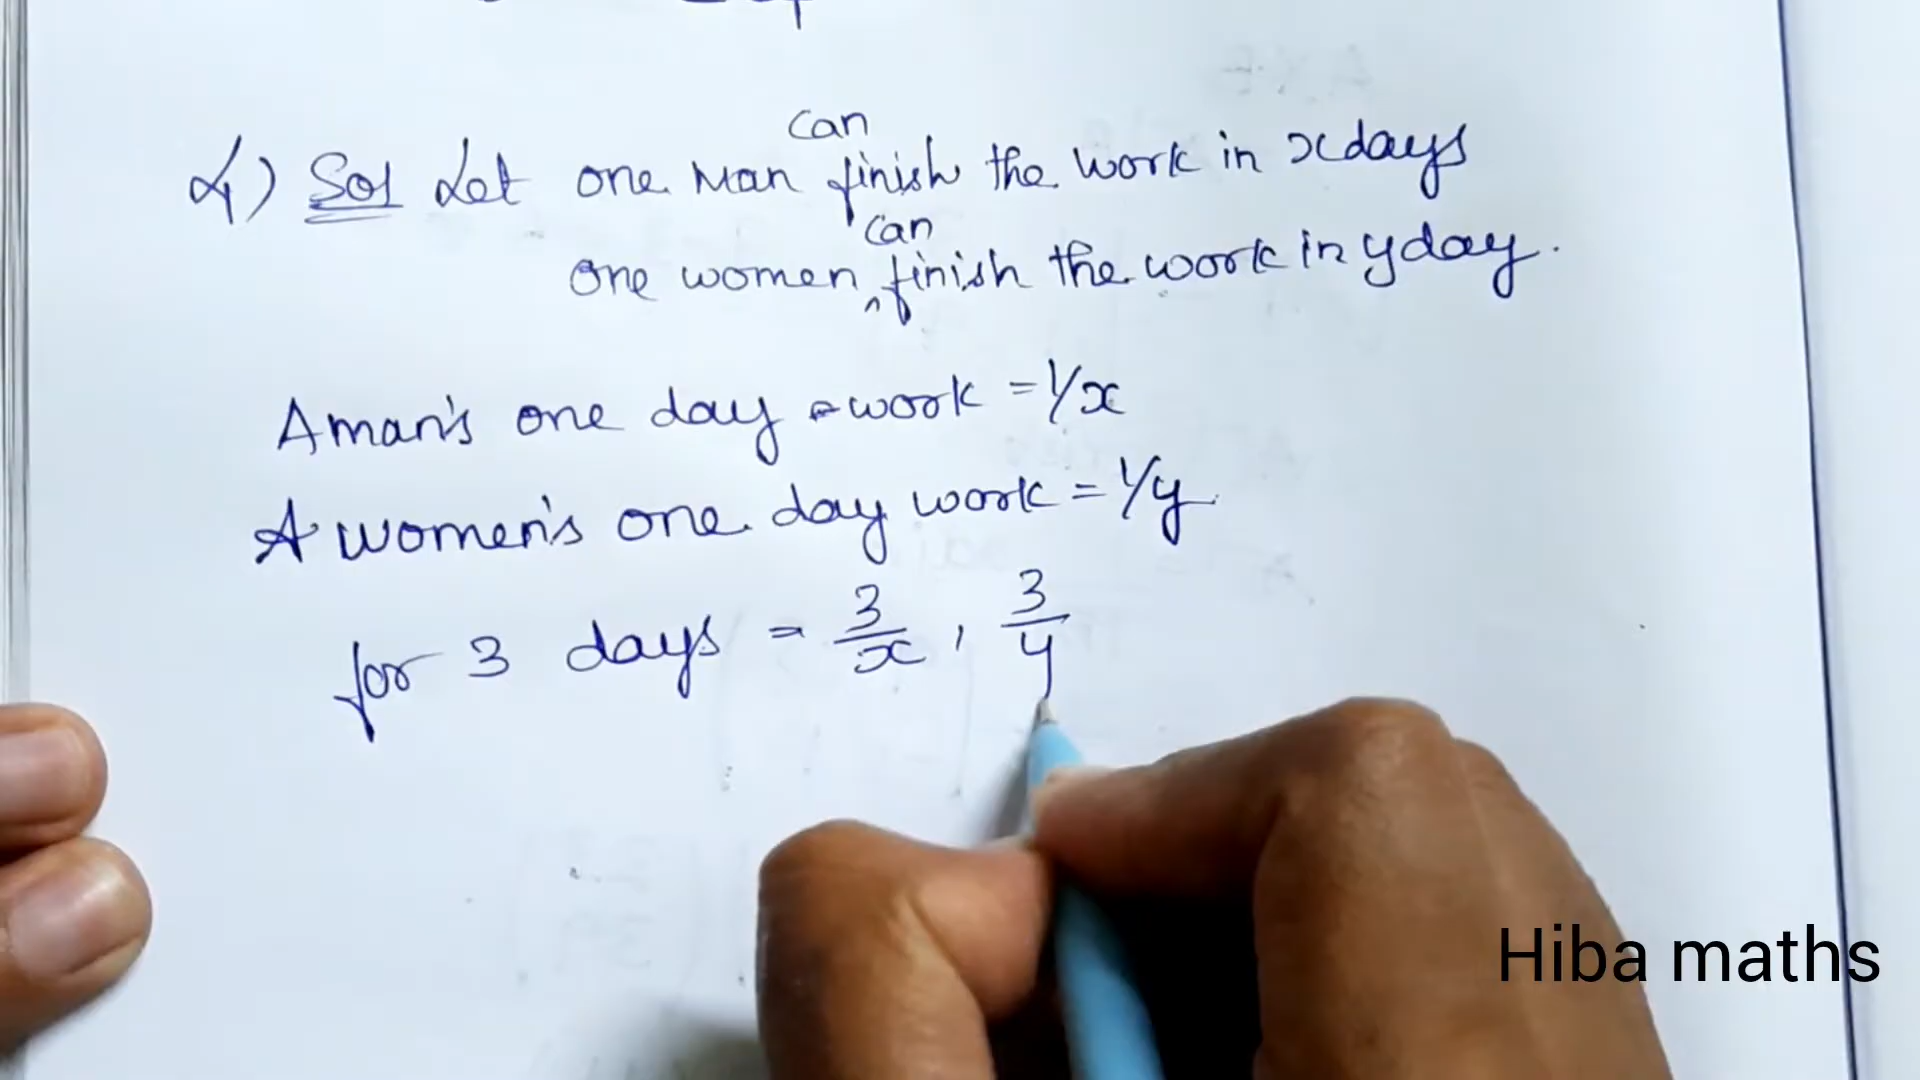 4) Sol Let one Man can finish the work in x days
one women can finish the work in y day.
A man's one day work = 1/x
A women's one day work = 1/y
for 3 days = 3/x, 3/y
Hiba maths